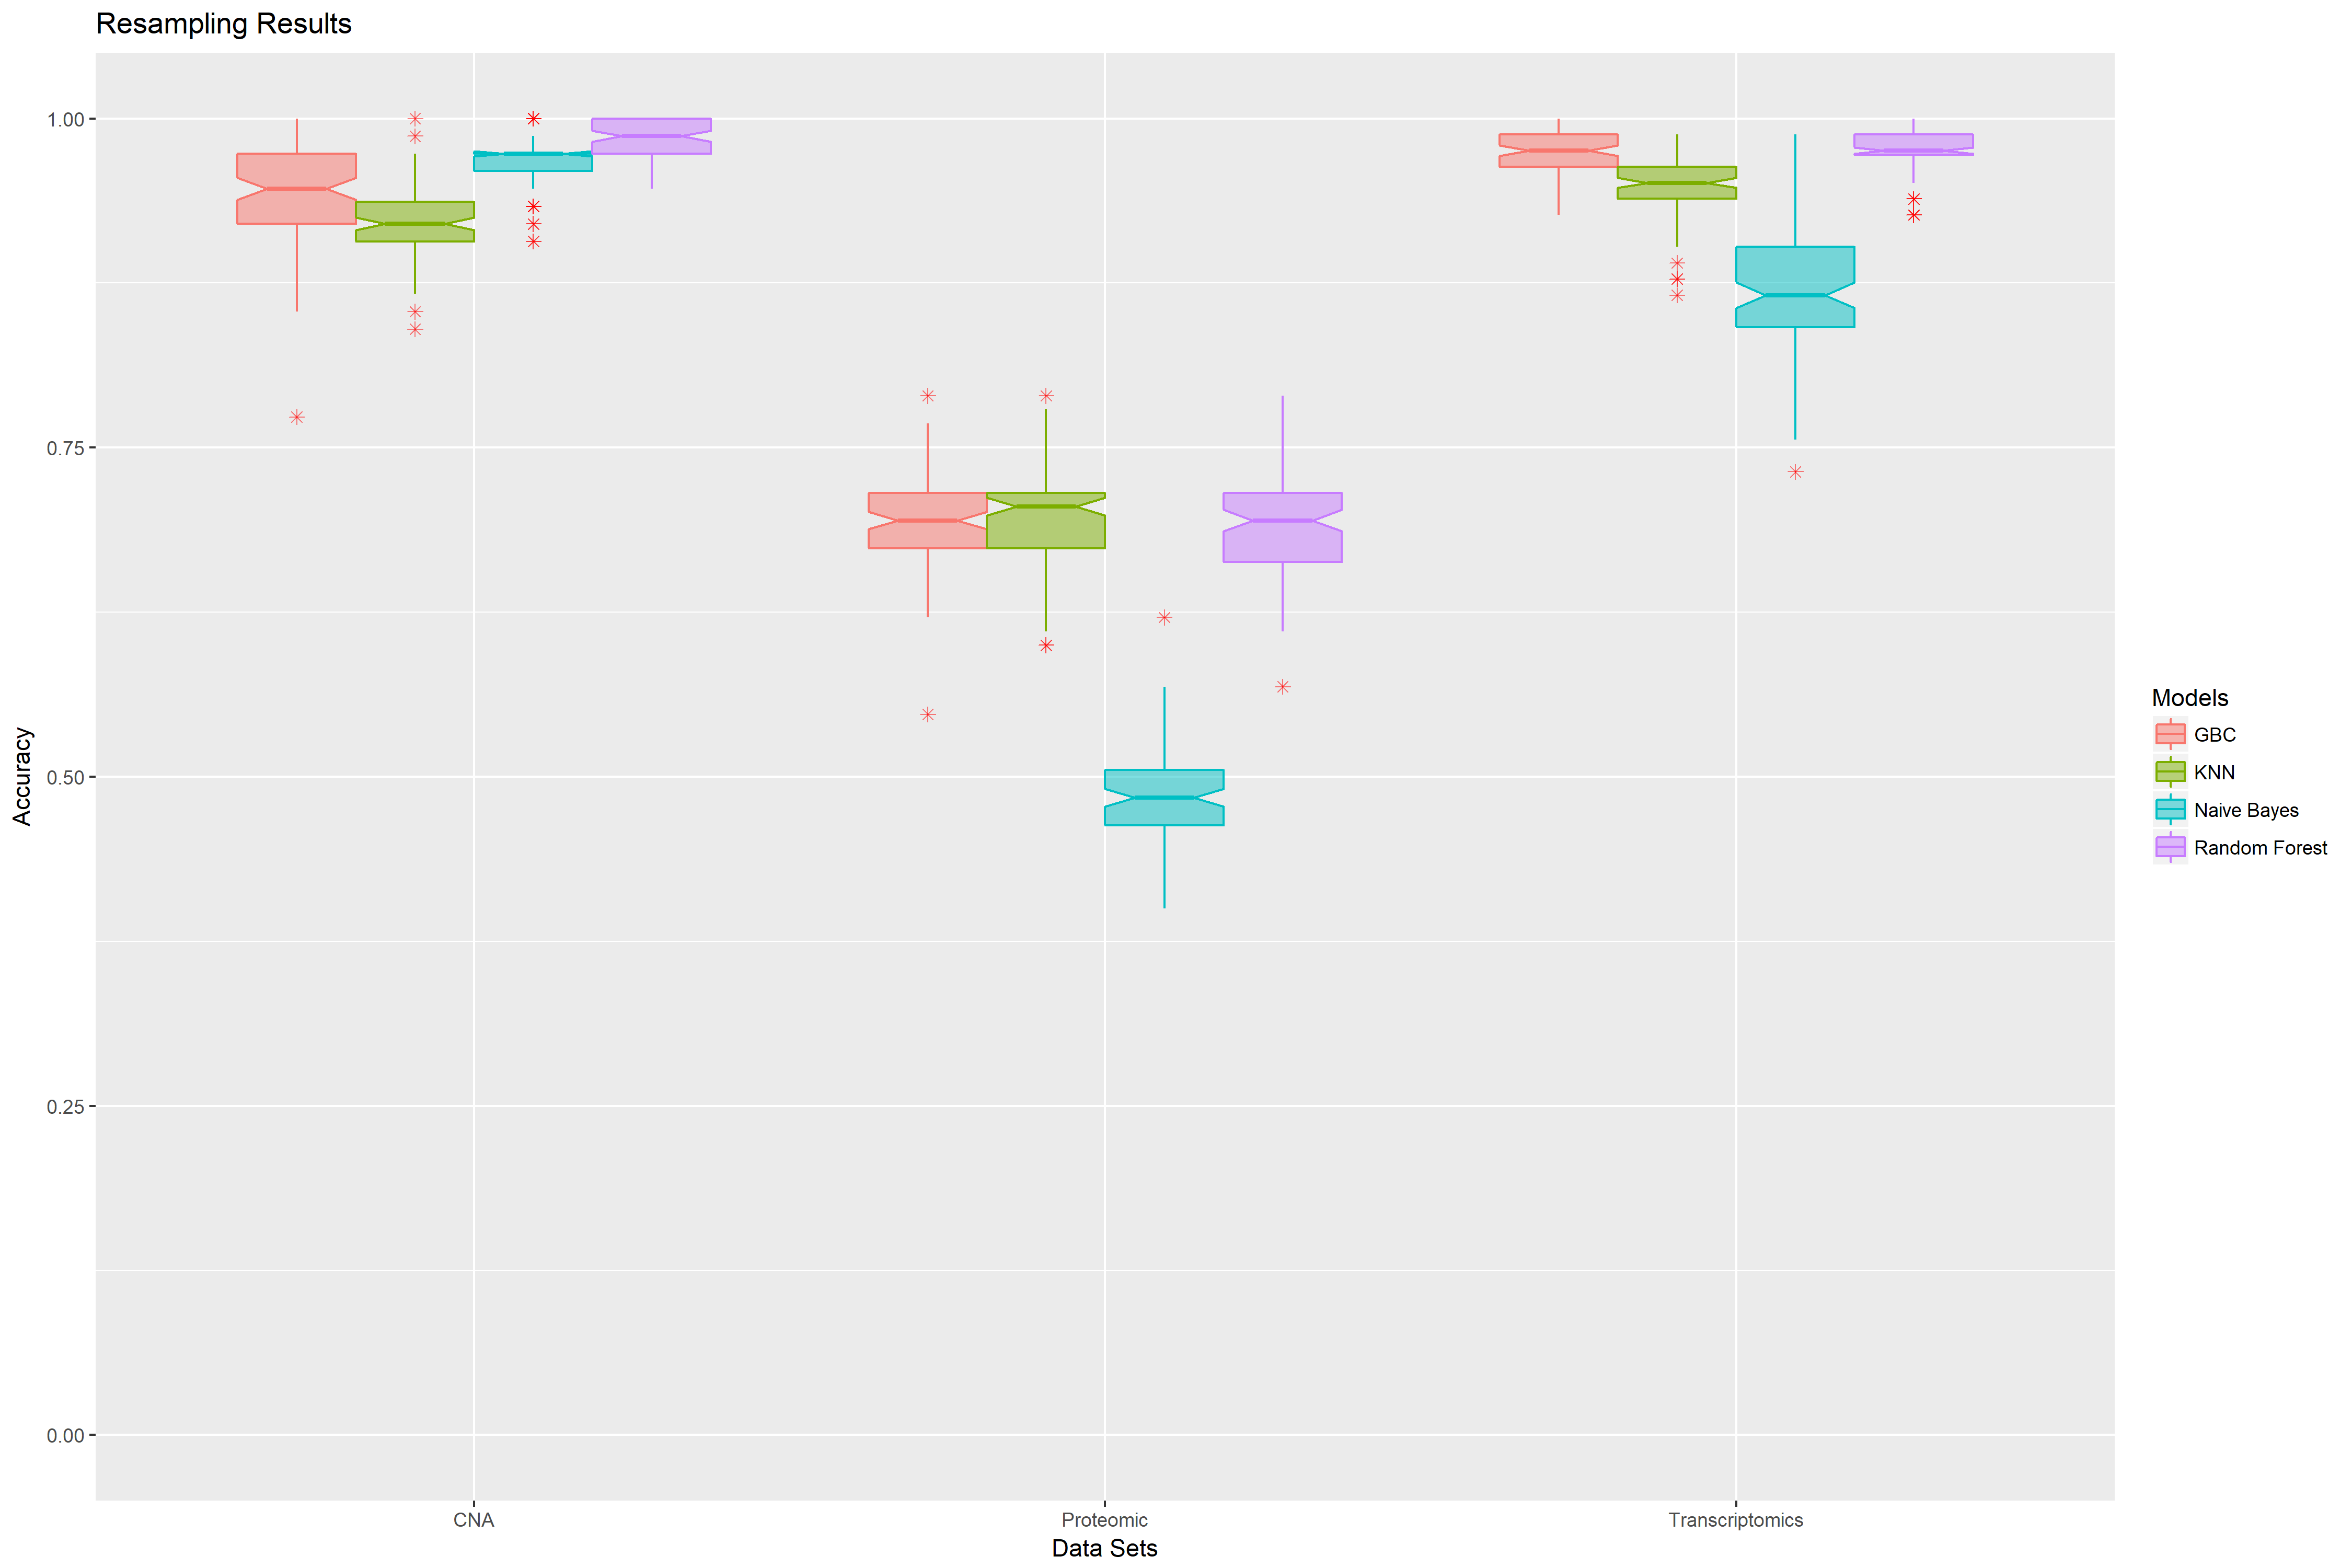 Resampling Results
1.00
0.75
0.50
0.25
0.00
Accuracy
CNA
Proteomic
Transcriptomics
Data Sets
Models
GBC
KNN
Naive Bayes
Random Forest